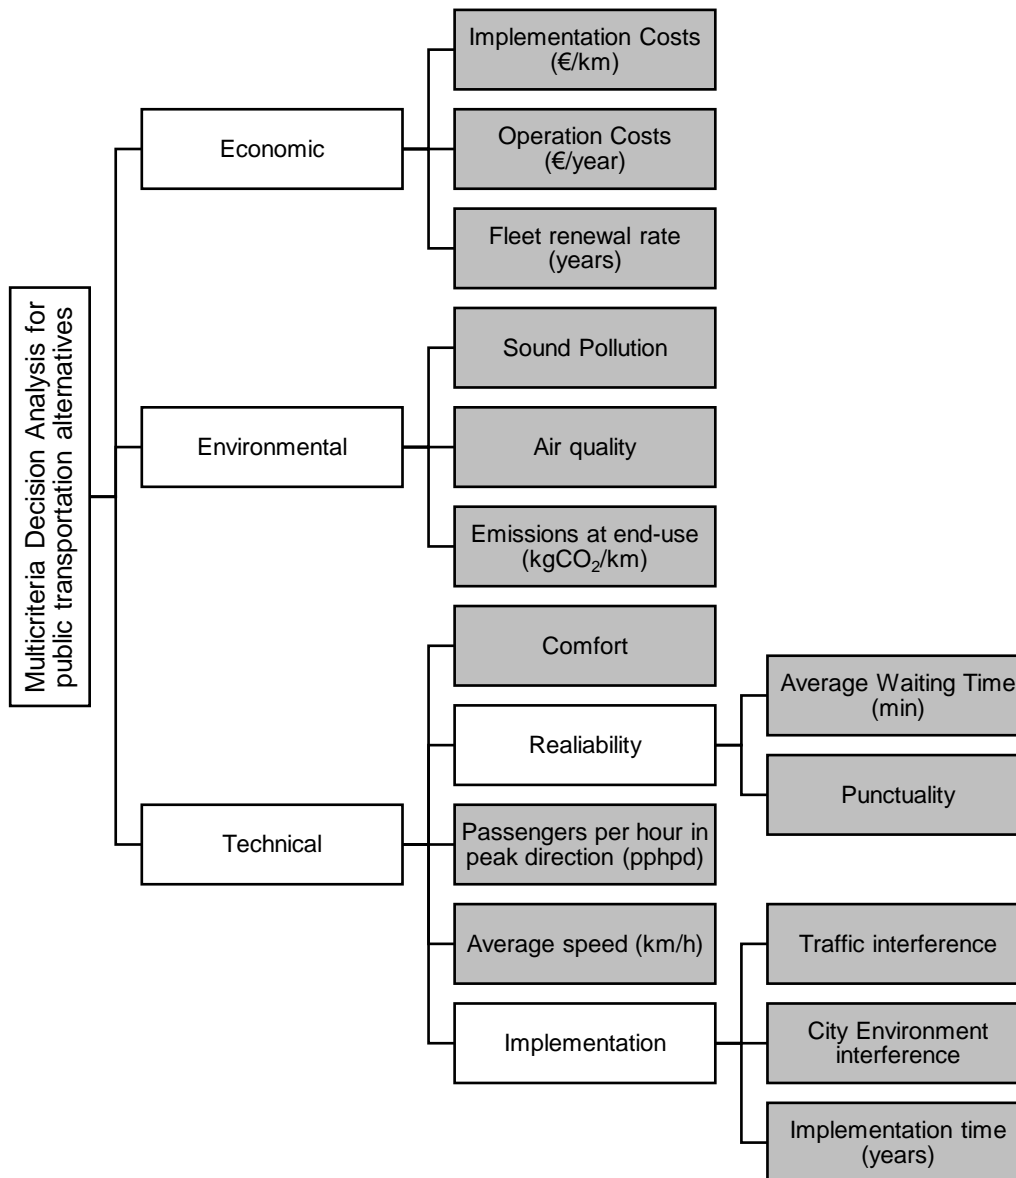 Multicriteria Decision Analysis for
public transportation alternatives
Economic
Implementation Costs
(€/km)
Operation Costs
(€/year)
Fleet renewal rate
(years)
Environmental
Sound Pollution
Air quality
Emissions at end-use
(kgCO₂/km)
Technical
Comfort
Realiability
Average Waiting Time
(min)
Punctuality
Passengers per hour in
peak direction (pphpd)
Average speed (km/h)
Implementation
Traffic interference
City Environment
interference
Implementation time
(years)